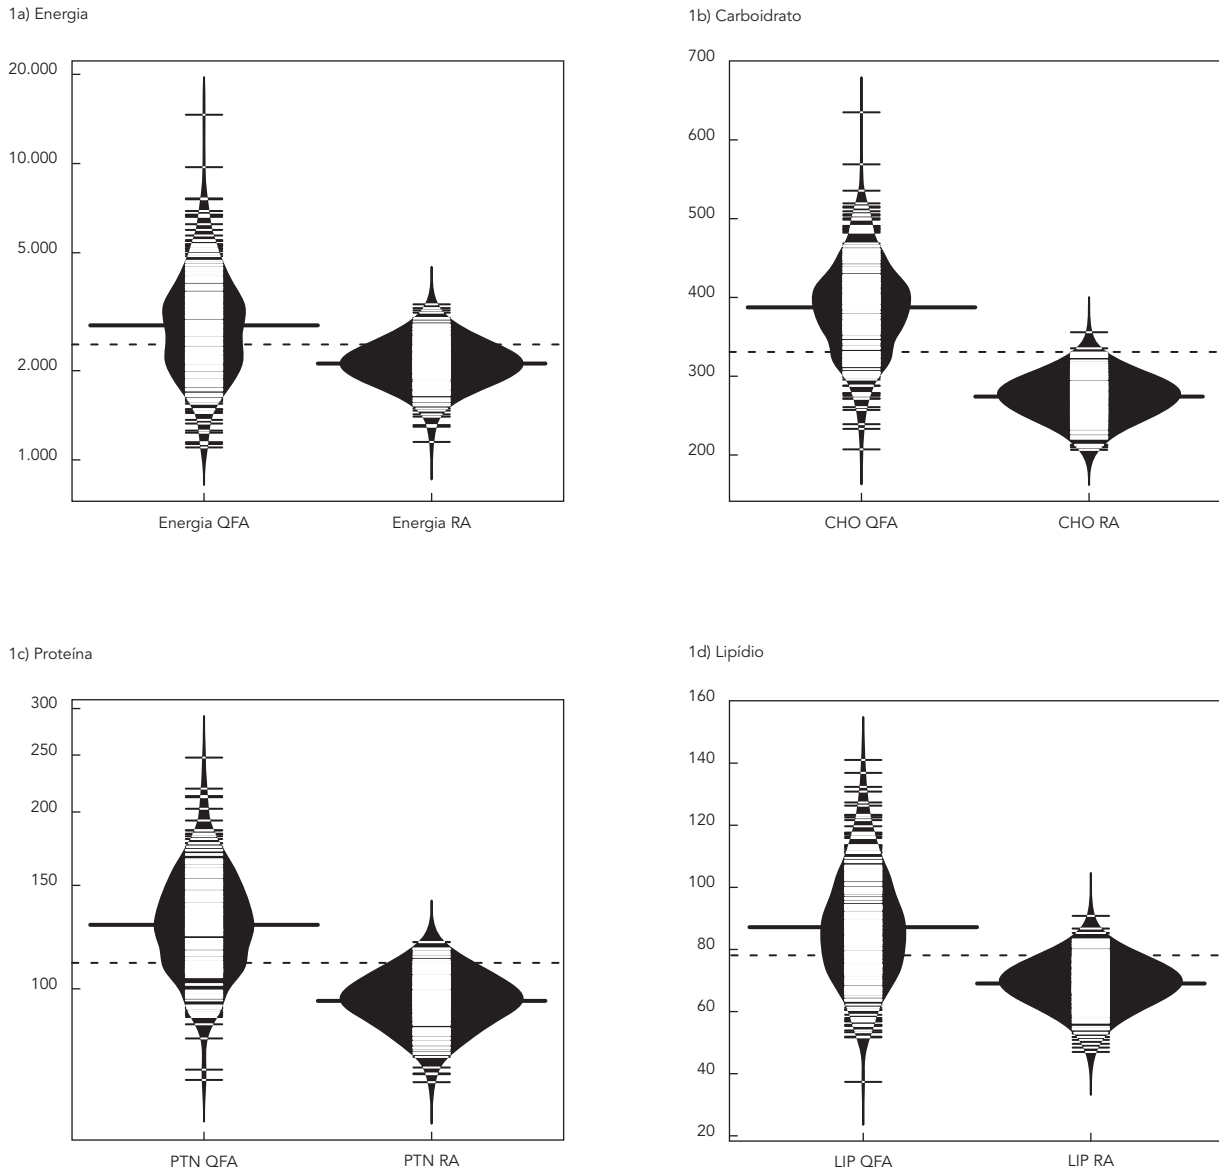 1a) Energia
20.000
10.000
5.000
2.000
1.000
Energia QFA
Energia RA
1b) Carboidrato
700
600
500
400
300
200
CHO QFA
CHO RA
1c) Proteína
300
250
200
150
100
PTN QFA
PTN RA
1d) Lipídio
160
140
120
100
80
60
40
20
LIP QFA
LIP RA